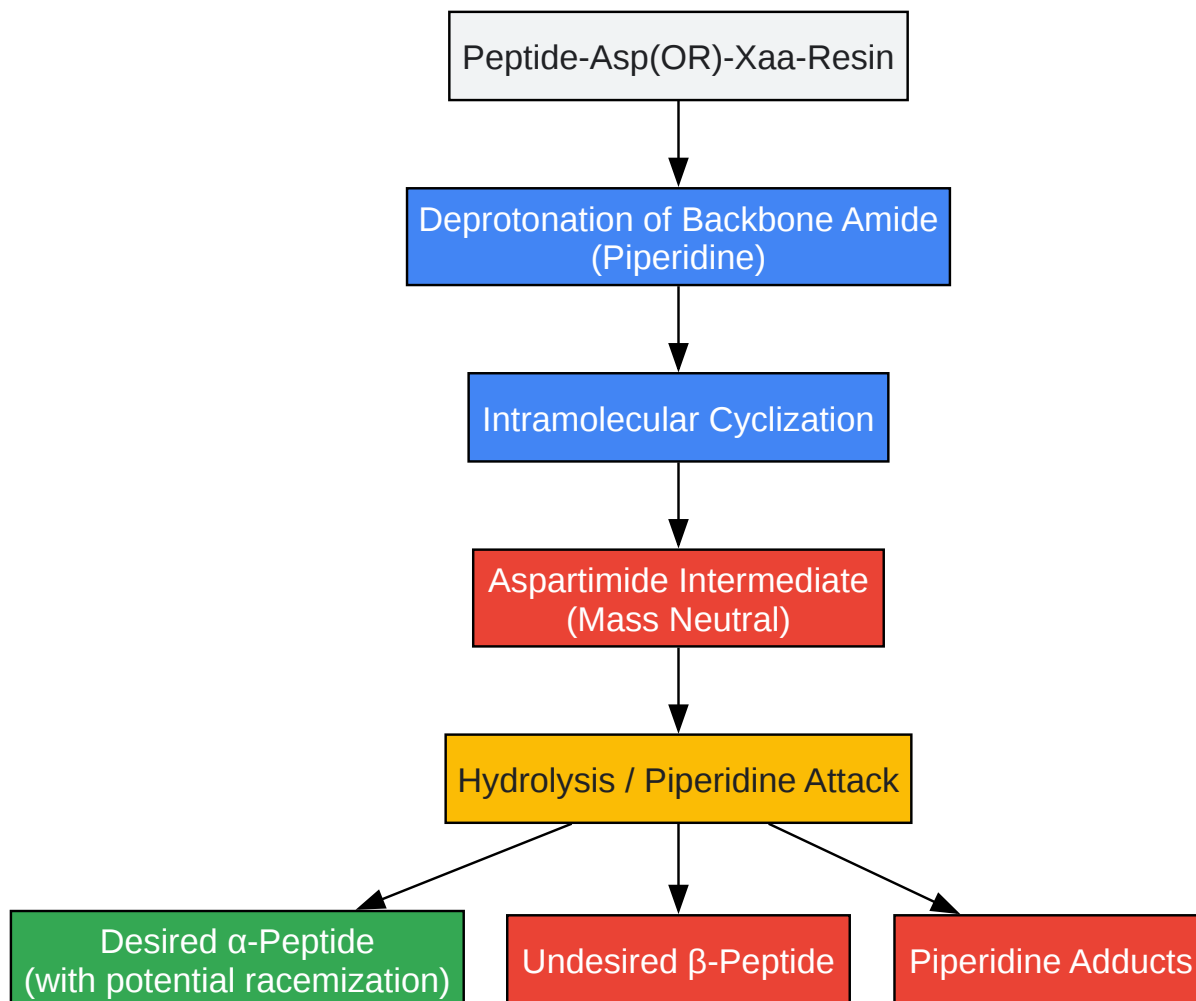 Peptide-Asp(OR)-Xaa-Resin
Deprotonation of Backbone Amide
(Piperidine)
Intramolecular Cyclization
Aspartimide Intermediate
(Mass Neutral)
Hydrolysis / Piperidine Attack
Desired α-Peptide
(with potential racemization)
Undesired β-Peptide
Piperidine Adducts